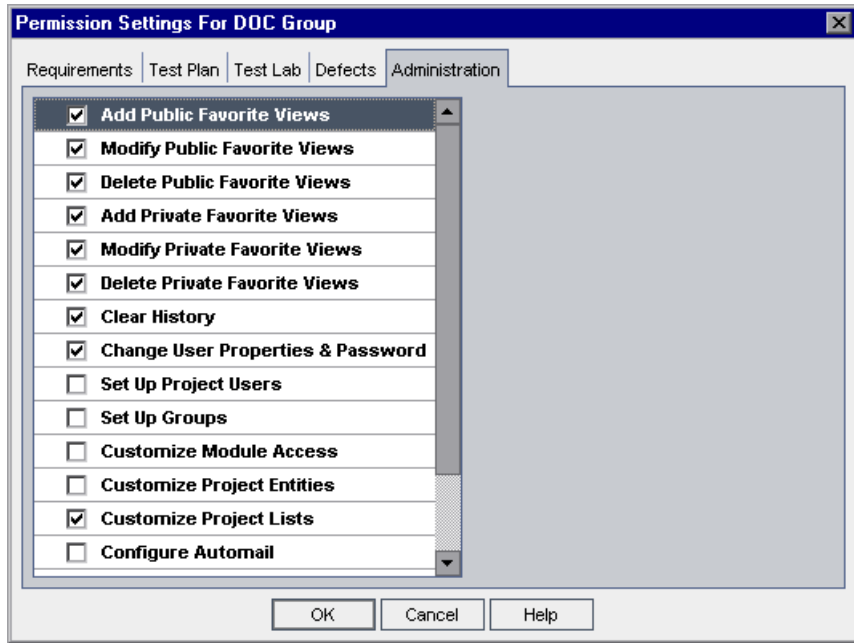 Permission Settings For DOC Group
Requirements Test Plan Test Lab Defects Administration
Add Public Favorite Views
Modify Public Favorite Views
Delete Public Favorite Views
Add Private Favorite Views
Modify Private Favorite Views
Delete Private Favorite Views
Clear History
Change User Properties & Password
Set Up Project Users
Set Up Groups
Customize Module Access
Customize Project Entities
Customize Project Lists
Configure Automail
OK Cancel Help